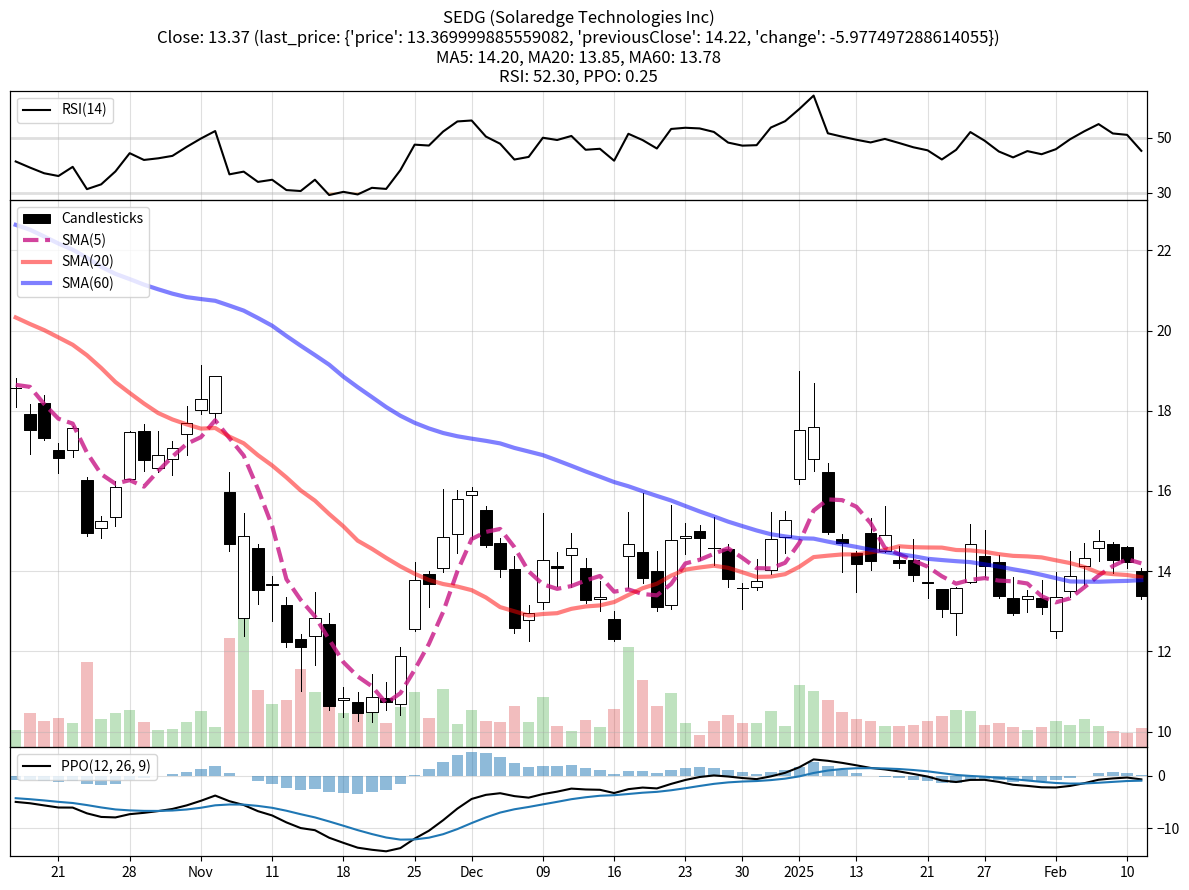 SEDG (Solaredge Technologies Inc)
Close: 13.37 (last_price: {'price': 13.369999885559082, 'previousClose': 14.22, 'change': -5.977497288614055})
MA5: 14.20, MA20: 13.85, MA60: 13.78
RSI: 52.30, PPO: 0.25
RSI(14)
50
30
Candlesticks
SMA(5)
SMA(20)
SMA(60)
22
20
18
16
14
12
10
PPO(12, 26, 9)
0
−10
21 28 Nov 11 18 25 Dec 09 16 23 30 2025 13 21 27 Feb 10